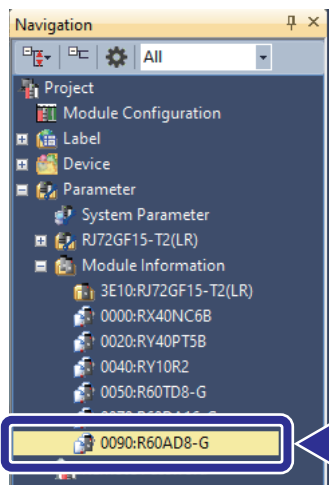 Navigation
All
Project
Module Configuration
Label
Device
Parameter
System Parameter
RJ72GF15-T2(LR)
Module Information
3E10:RJ72GF15-T2(LR)
0000:RX40NC6B
0020:RY40PT5B
0040:RY10R2
0050:R60TD8-G
0090:R60AD8-G